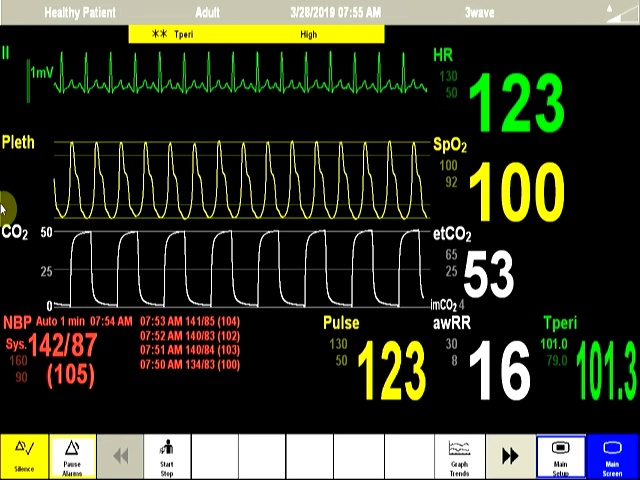 Healthy Patient Adult 3/28/2019 07:55 AM 3wave
** Tperi High
II
1mV
HR
130
50
123
Pleth
SpO2
100
92
100
CO2
50
25
0
etCO2
65
25
53
imCO2 4
NBP Auto 1 min 07:54 AM
Sys.
160
90
142/87
(105)
07:53 AM 141/85 (104)
07:52 AM 140/83 (102)
07:51 AM 140/84 (103)
07:50 AM 134/83 (100)
Pulse
130
50
123
awRR
30
8
16
Tperi
101.0
79.0
101.3
Silence
Pause
Alarms
Start
Stop
Graph
Trends
Main
Setup
Main
Screen